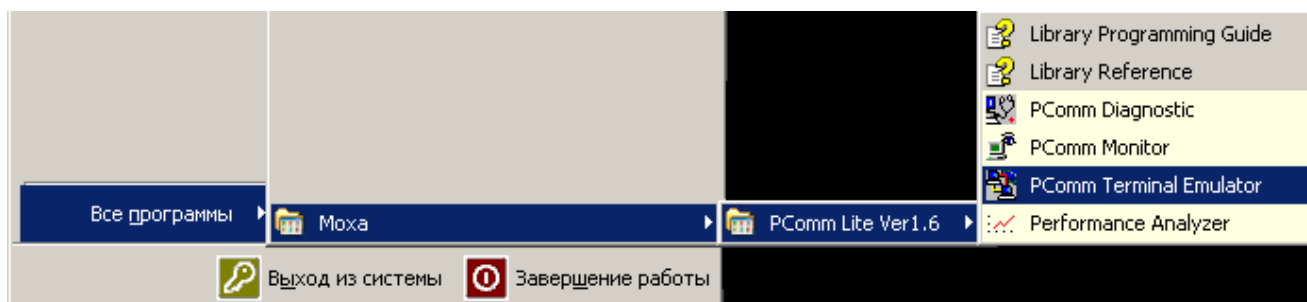 Library Programming Guide
Library Reference
PComm Diagnostic
PComm Monitor
Все программы
Moxa
PComm Lite Ver1.6
PComm Terminal Emulator
Performance Analyzer
Выход из системы
Завершение работы